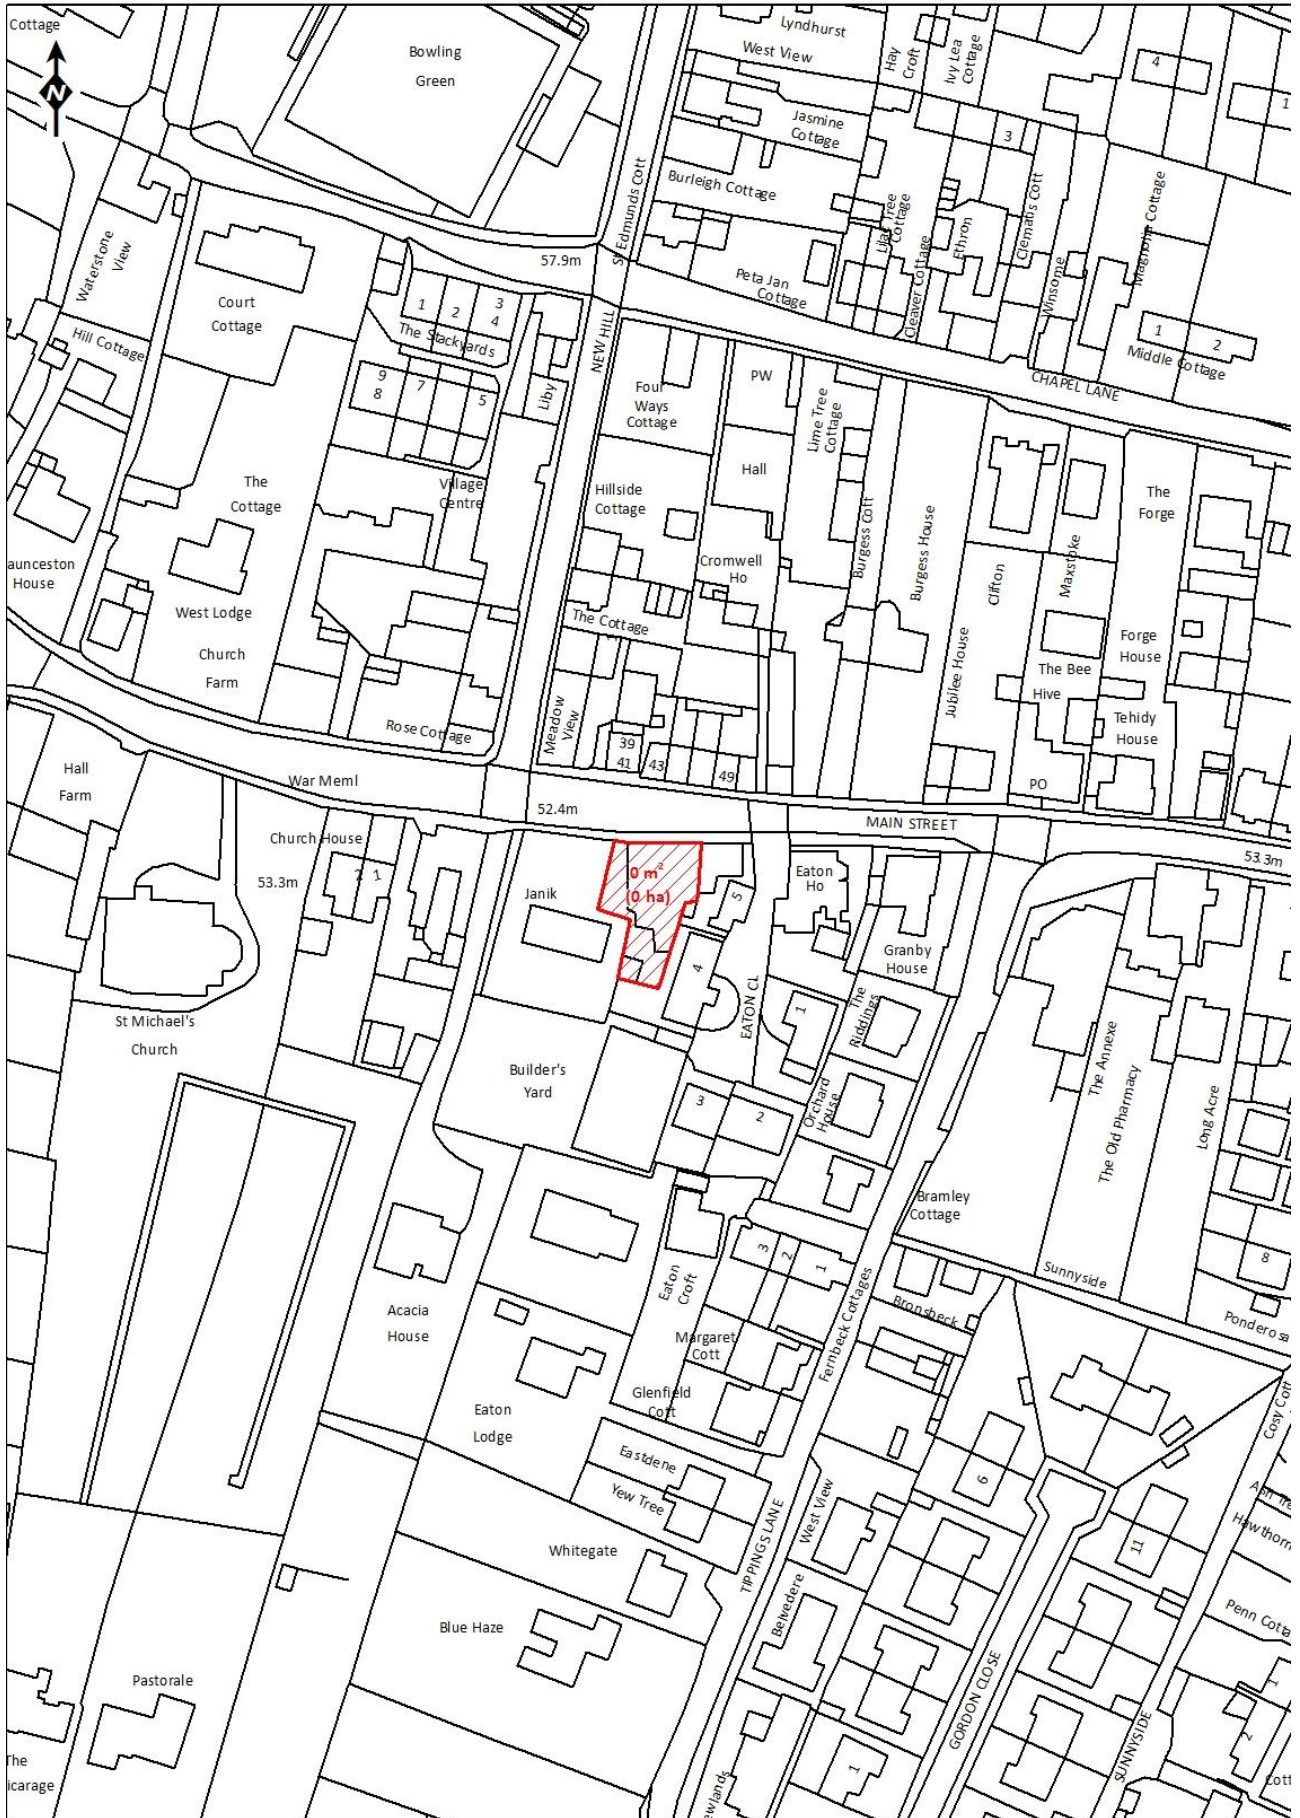 Cottage
N
Bowling
Green
Lyndhurst
West View
Hay
Croft
Ivy Lea
Cottage
4
1
Jasmine
Cottage
3
Burleigh Cottage
St Edmunds Cott
Lilac Tree
Cottage
Cleaver Cottage
Ethron
Clematis Cott
Winsome
Magnolia Cottage
Waterstone
View
57.9m
Peta Jan
Cottage
Court
Cottage
1
2
3
4
The Stackyards
NEW HILL
Hill Cottage
1
2
Middle Cottage
CHAPEL LANE
9
8
7
5
Liby
Four
Ways
Cottage
PW
Lime Tree
Cottage
The
Cottage
Village
Centre
Hillside
Cottage
Hall
Burgess Cott
Burgess House
The
Forge
Cromwell
Ho
Clifton
Maxstoke
aunceston
House
West Lodge
Church
Farm
The Cottage
Jubilee House
The Bee
Hive
Forge
House
Rose Cottage
Meadow
View
39
41
43
49
Tehidy
House
Hall
Farm
War Meml
PO
52.4m
MAIN STREET
53.3m
Church House
53.3m
2
1
Janik
0 m²
(0 ha)
5
Eaton
Ho
Granby
House
4
EATON CL
1
The
Riddings
St Michael's
Church
Builder's
Yard
3
2
Orchard
House
The Annexe
The Old Pharmacy
Long Acre
Bramley
Cottage
3
2
1
Sunnyside
8
Eaton
Croft
Fernbeck Cottages
Bronsbeck
Ponderosa
Acacia
House
Margaret
Cott
Glenfield
Cott
Eaton
Lodge
Eastdene
Yew Tree
Cosy Cott
6
West View
TIPPINGS LANE
11
Ash Tre
Hawthorn
Whitegate
Belvedere
Penn Cotta
Blue Haze
GORDON CLOSE
Pastorale
1
2
SUNNYSIDE
The
icarage
ewlands
1
Cott